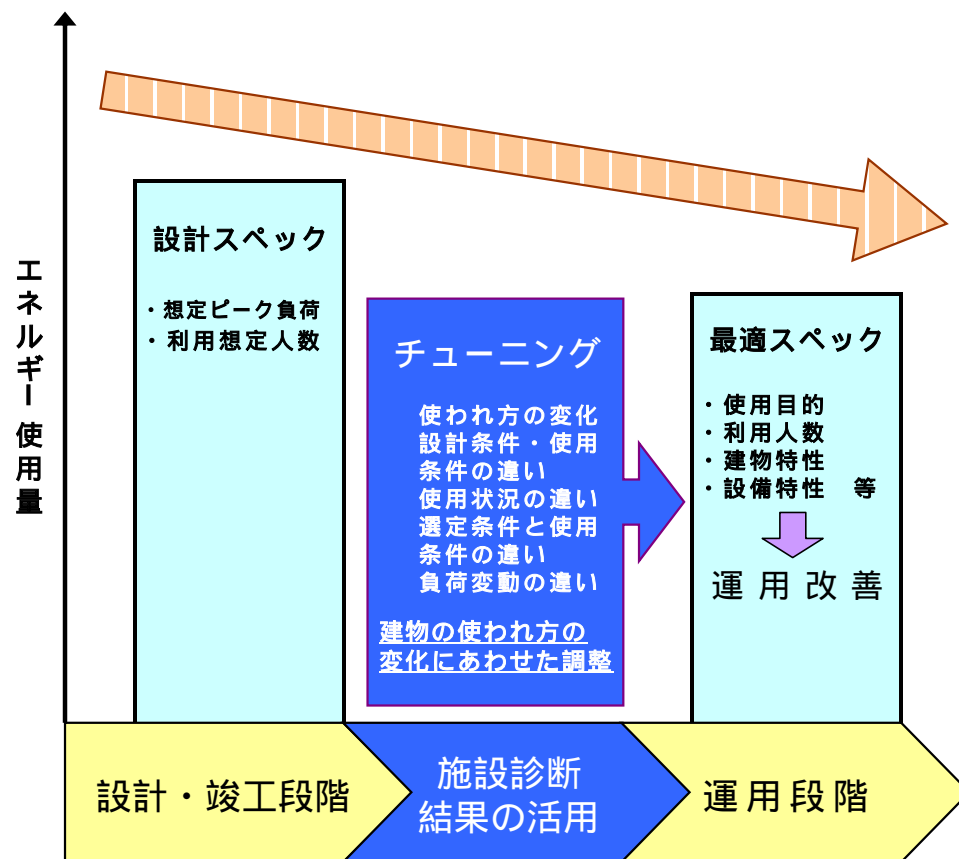 エネルギー使用量
設計スペック
・想定ピーク負荷
・利用想定人数
チューニング
使われ方の変化
設計条件・使用
条件の違い
使用状況の違い
選定条件と使用
条件の違い
負荷変動の違い
建物の使われ方の
変化にあわせた調整
最適スペック
・使用目的
・利用人数
・建物特性
・設備特性　等
運用改善
設計・竣工段階
施設診断
結果の活用
運用段階